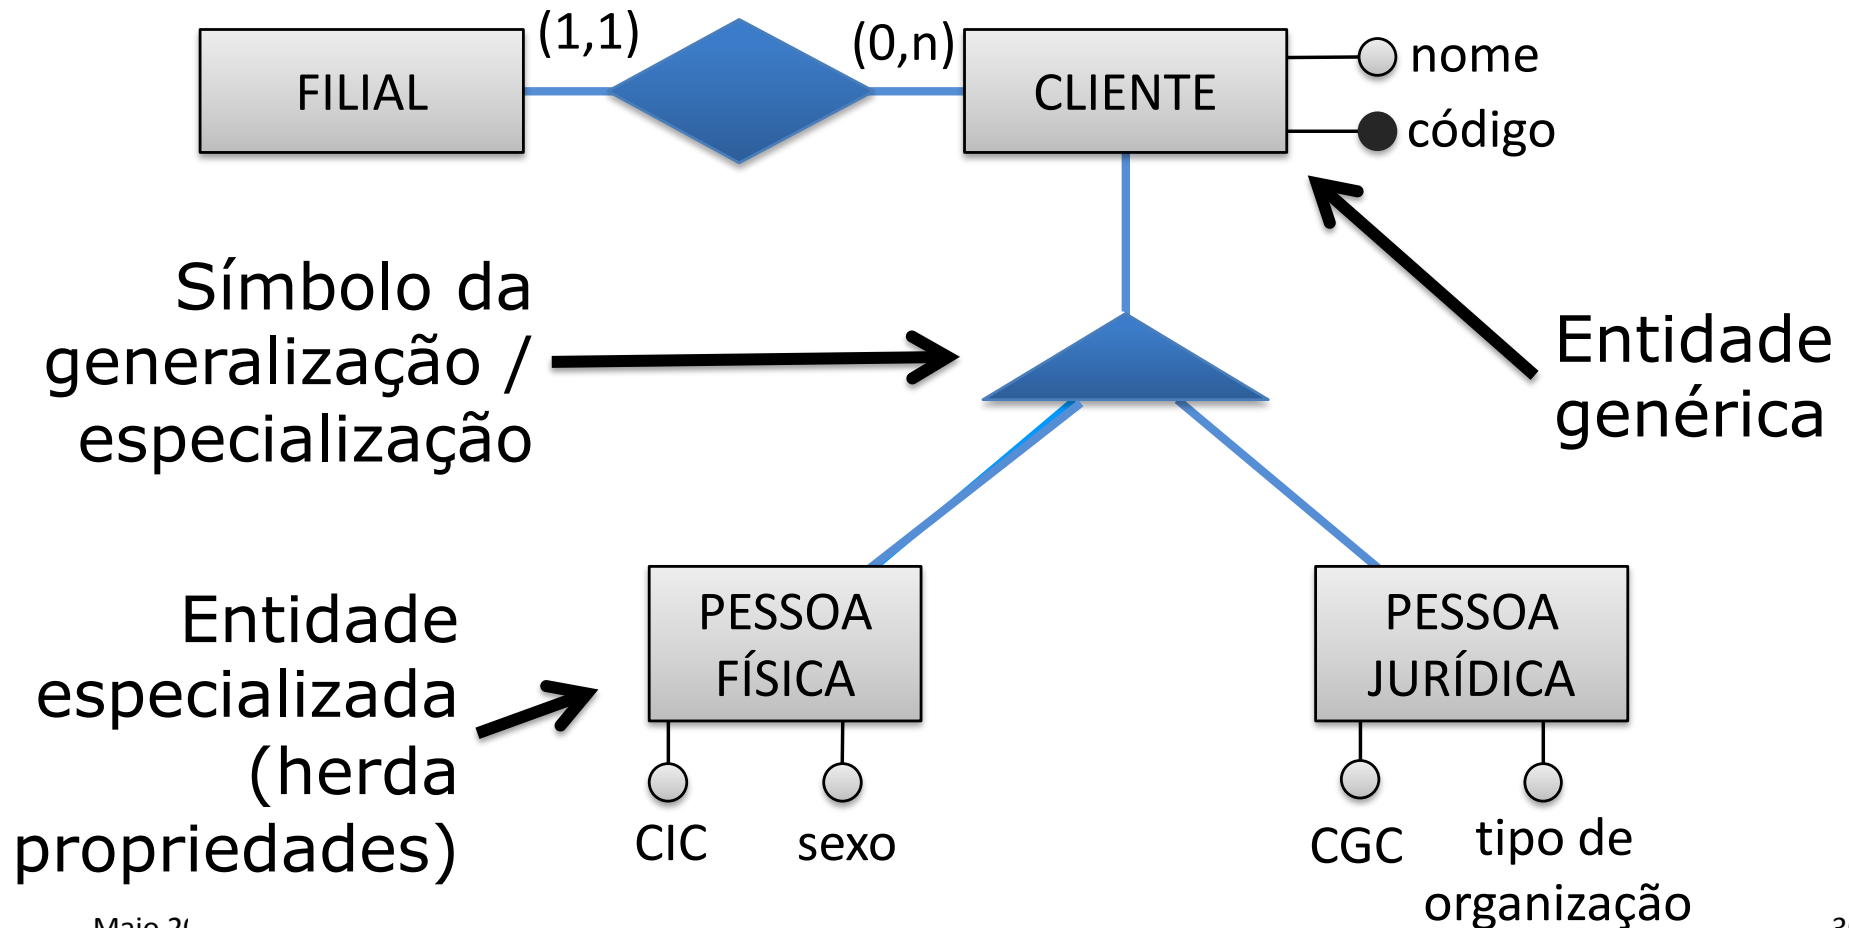 (1,1)
(0,n)
FILIAL
CLIENTE
nome
código
Símbolo da
generalização /
especialização
Entidade
genérica
Entidade
especializada
(herda
propriedades)
PESSOA
FÍSICA
PESSOA
JURÍDICA
CIC
sexo
CGC
tipo de
organização